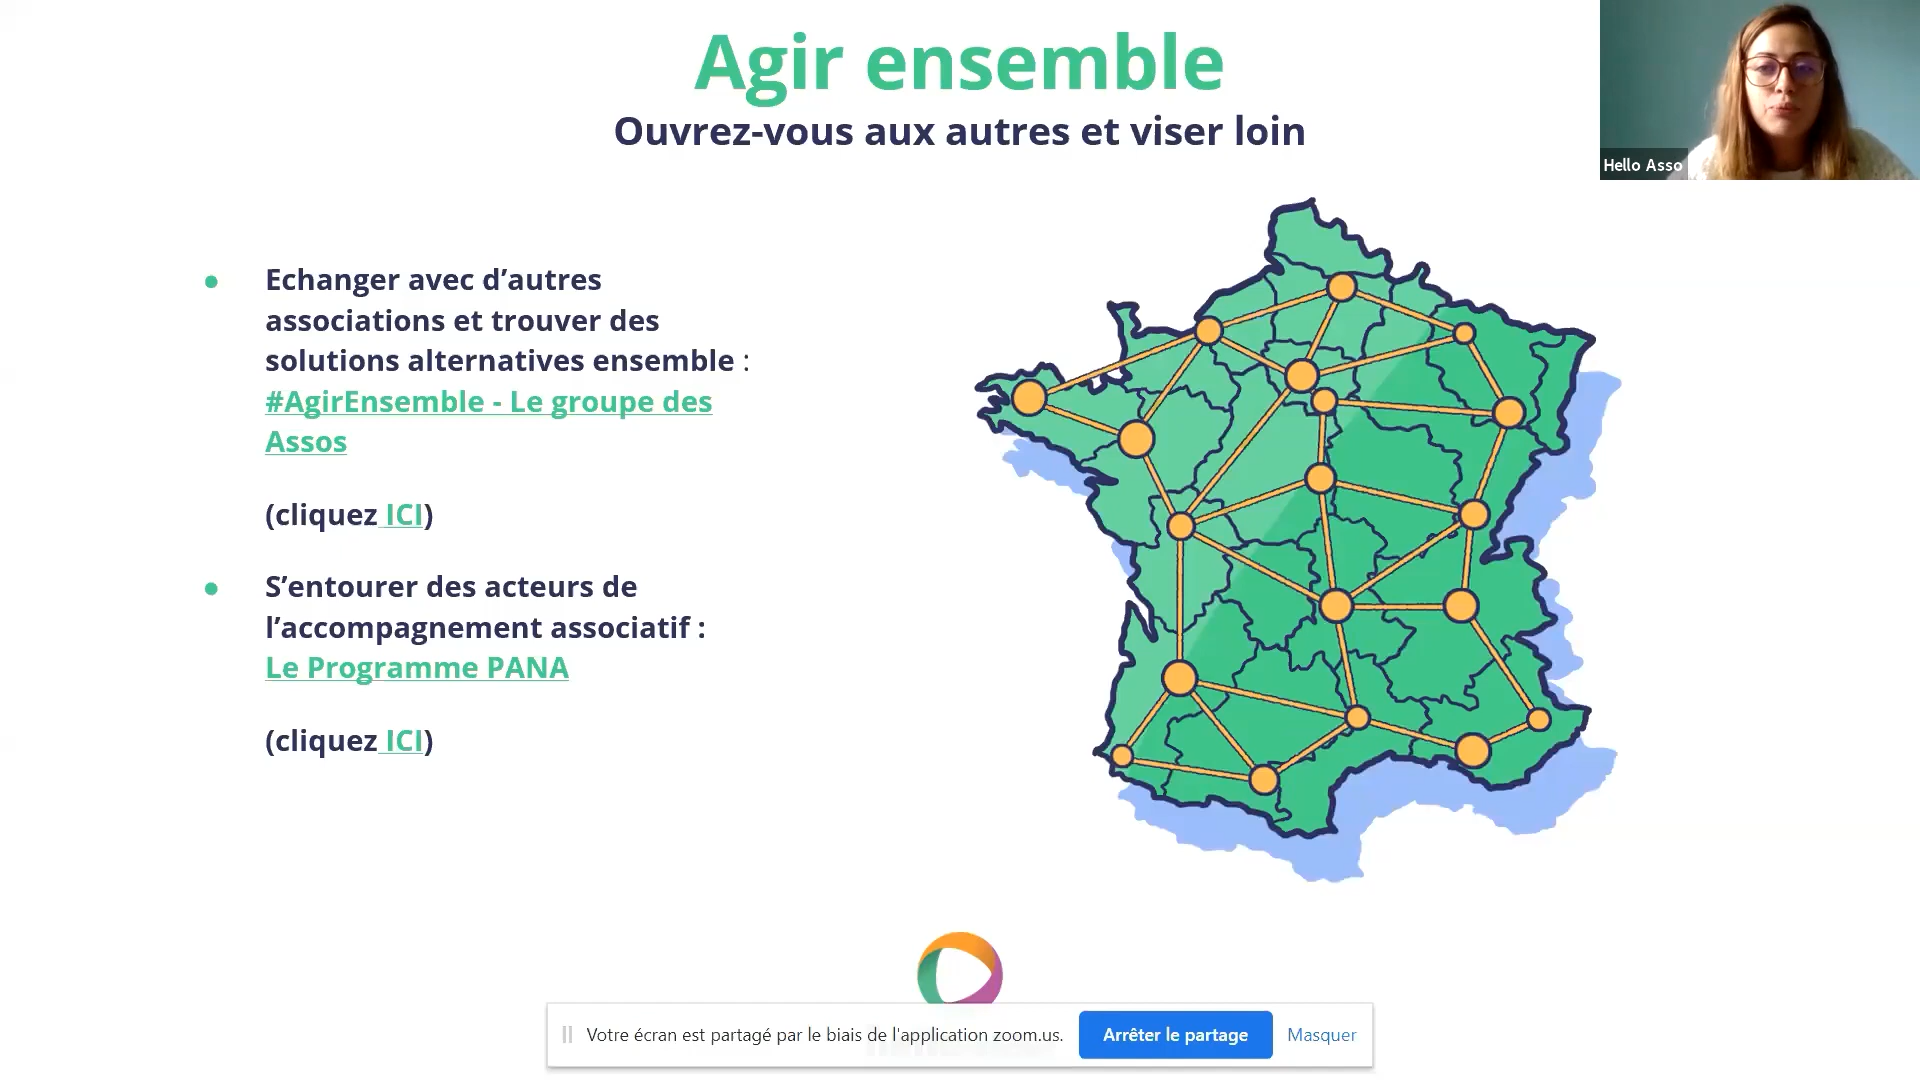 Agir ensemble
Ouvrez-vous aux autres et viser loin
Hello Asso
Echanger avec d’autres
associations et trouver des
solutions alternatives ensemble :
#AgirEnsemble - Le groupe des
Assos
(cliquez ICI)
S’entourer des acteurs de
l’accompagnement associatif :
Le Programme PANA
(cliquez ICI)
Votre écran est partagé par le biais de l'application zoom.us.
Arrêter le partage
Masquer